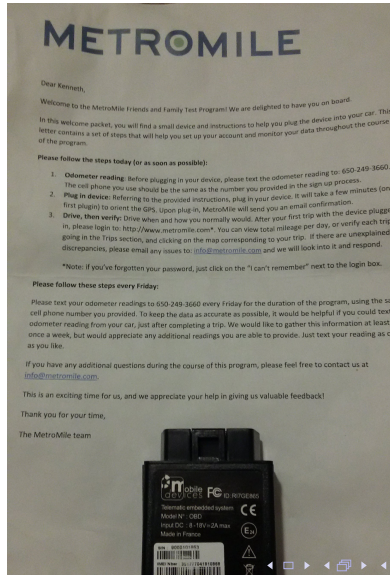 METROMILE
Dear Kenneth,
Welcome to the MetroMile Friends and Family Test Program! We are delighted to have you on board.
In this welcome packet, you will find a small device and instructions to help you plug the device into your car. This
letter contains a set of steps that will help you set up your account and monitor your data throughout the course
of the program.
Please follow the steps today (or as soon as possible):
1. Odometer reading: Before plugging in your device, please text the odometer reading to: 650-249-3660.
The cell phone you use should be the same as the number you provided in the sign up process.
2. Plug in device: Referring to the provided instructions, plug in your device. It will take a few minutes (on
first plugin) to orient the GPS. Upon plug-in, MetroMile will send you an email confirmation.
3. Drive, then verify: Drive when and how you normally would. After your first trip with the device plugge
in, please login to: http://www.metromile.com*. You can view total mileage per day, or verify each trip
going in the Trips section, and clicking on the map corresponding to your trip. If there are unexplained
discrepancies, please email any issues to: info@metromile.com and we will look into it and respond.
*Note: if you've forgotten your password, just click on the "I can't remember" next to the login box.
Please follow these steps every Friday:
Please text your odometer readings to 650-249-3660 every Friday for the duration of the program, using the
cell phone number you provided. To keep the data as accurate as possible, it would be helpful if you could text
odometer reading from your car, just after completing a trip. We would like to gather this information at least
once a week, but would appreciate any additional readings you are able to provide. Just text your reading as
as you like.
If you have any additional questions during the course of this program, please feel free to contact us at
info@metromile.com.
This is an exciting time for us, and we appreciate your help in giving us valuable feedback!
Thank you for your time,
The MetroMile team
mobile devices FC ID:RI7GE865
Telematic embedded system
Model N° : OBD
Input DC : 8 -18V=2A max
Made in France
CE